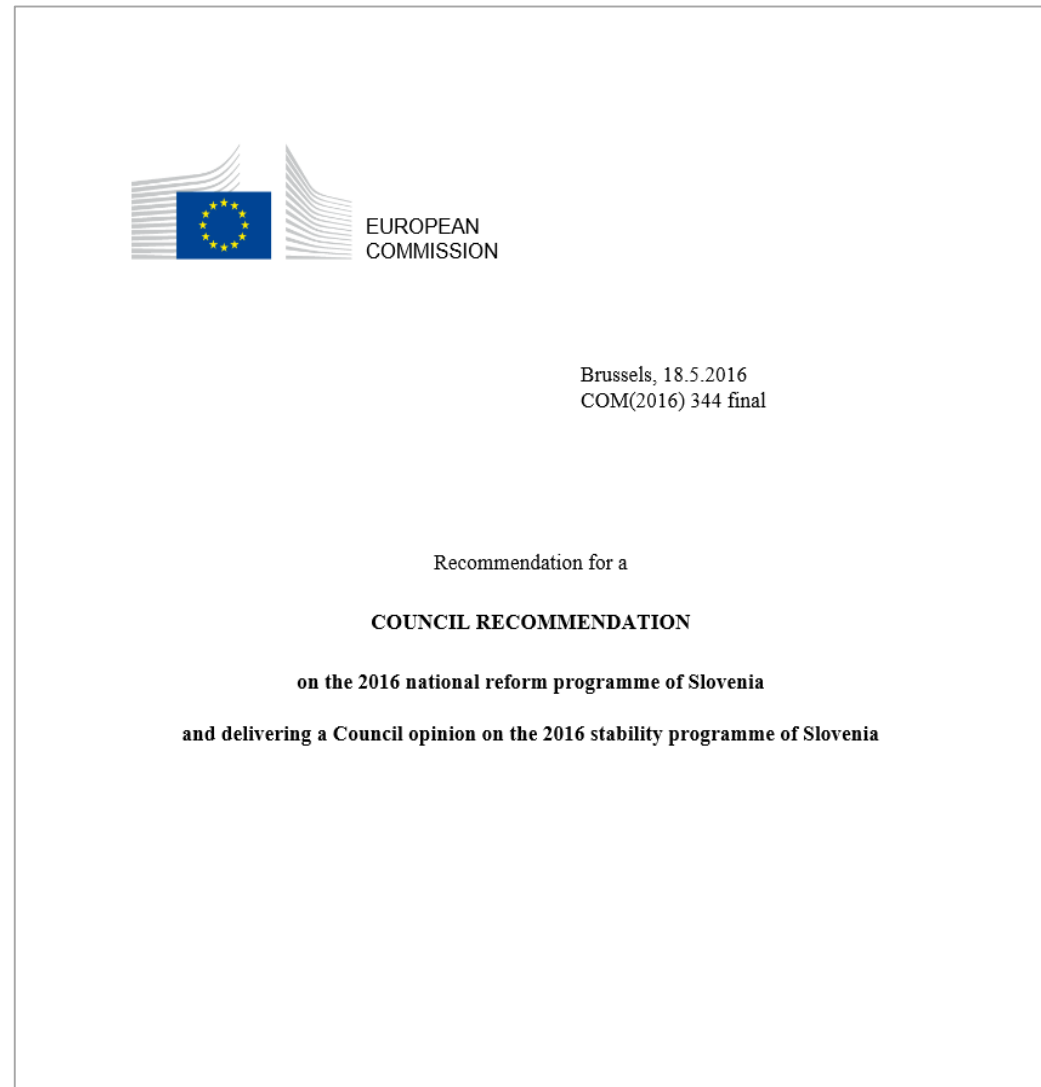 EUROPEAN
COMMISSION
Brussels, 18.5.2016
COM(2016) 344 final
Recommendation for a
COUNCIL RECOMMENDATION
on the 2016 national reform programme of Slovenia
and delivering a Council opinion on the 2016 stability programme of Slovenia